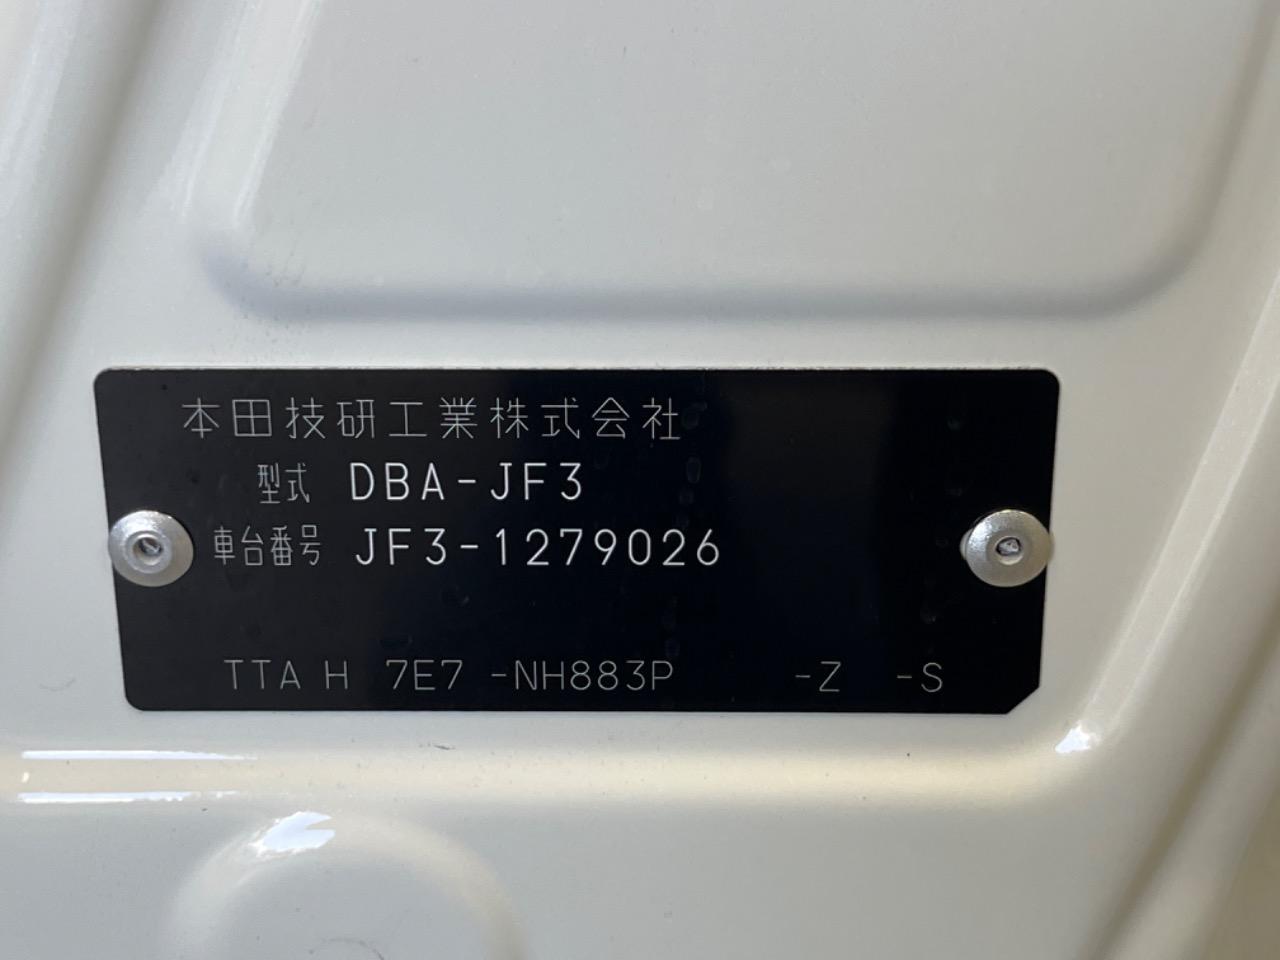 本田技研工業株式会社
型式 DBA-JF3
車台番号 JF3-1279026
TTA H 7E7 -NH883P -Z -S